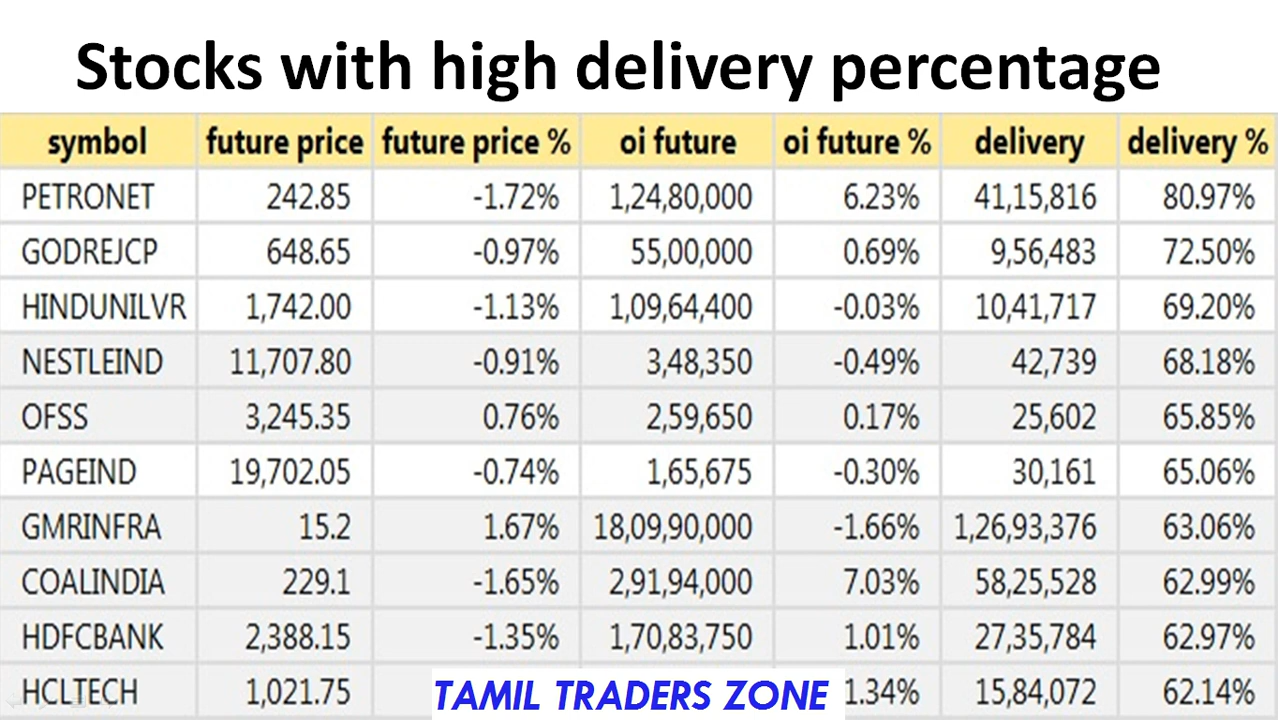 Stocks with high delivery percentage
symbol future price future price % oi future oi future % delivery delivery %
PETRONET 242.85 -1.72% 1,24,80,000 6.23% 41,15,816 80.97%
GODREJCP 648.65 -0.97% 55,00,000 0.69% 9,56,483 72.50%
HINDUNILVR 1,742.00 -1.13% 1,09,64,400 -0.03% 10,41,717 69.20%
NESTLEIND 11,707.80 -0.91% 3,48,350 -0.49% 42,739 68.18%
OFSS 3,245.35 0.76% 2,59,650 0.17% 25,602 65.85%
PAGEIND 19,702.05 -0.74% 1,65,675 -0.30% 30,161 65.06%
GMRINFRA 15.2 1.67% 18,09,90,000 -1.66% 1,26,93,376 63.06%
COALINDIA 229.1 -1.65% 2,91,94,000 7.03% 58,25,528 62.99%
HDFCBANK 2,388.15 -1.35% 1,70,83,750 1.01% 27,35,784 62.97%
HCLTECH 1,021.75 TAMIL TRADERS ZONE 1.34% 15,84,072 62.14%